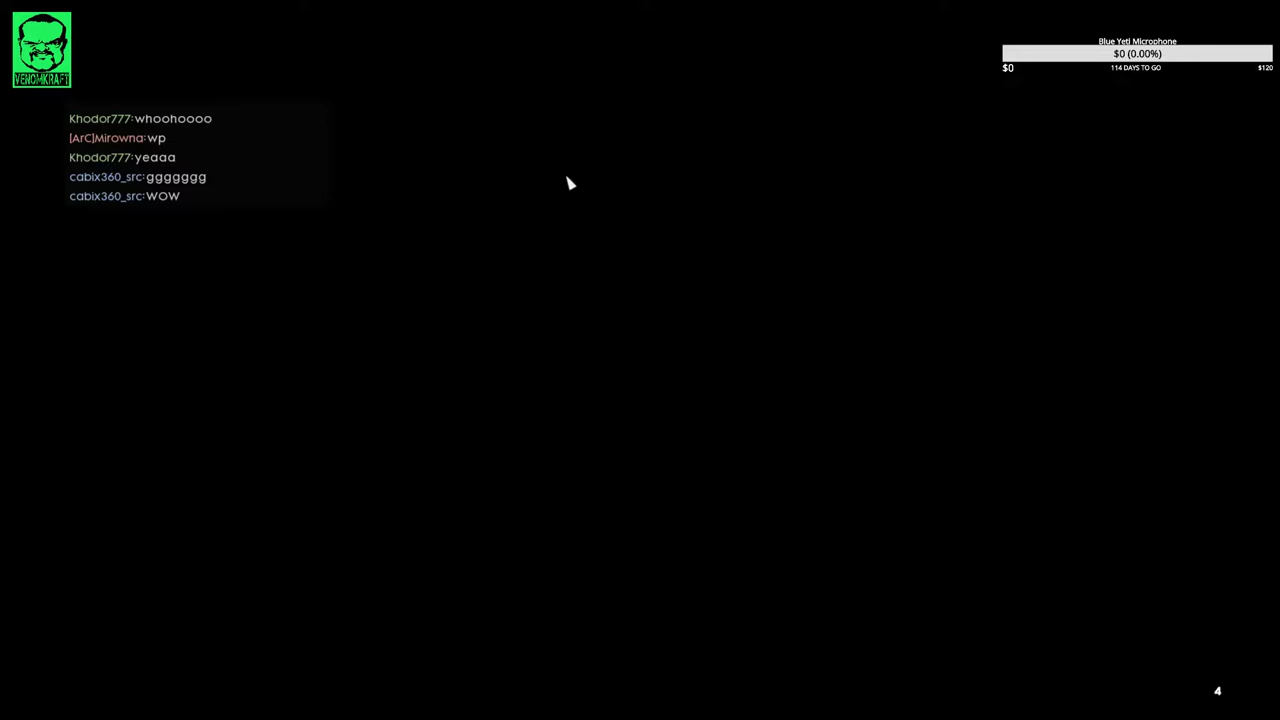 VENOMKRAFT
Blue Yeti Microphone
$0 (0.00%)
$0 114 DAYS TO GO $120
Khodor777:whoohoooo
[ArC]Mirowna:wp
Khodor777:yeaaa
cabix360_src:ggggggg
cabix360_src:WOW
4